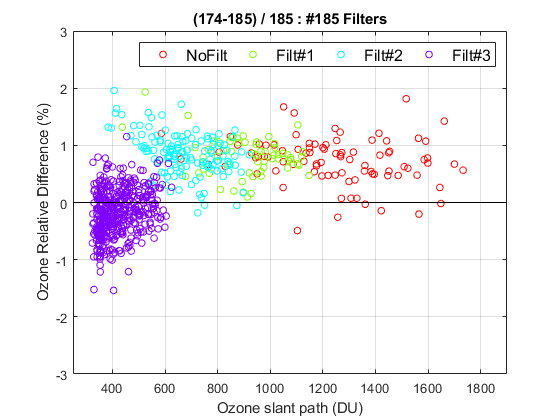 (174-185) / 185 : #185 Filters
NoFilt Filt#1 Filt#2 Filt#3
Ozone Relative Difference (%)
3
2
1
0
-1
-2
-3
400 600 800 1000 1200 1400 1600 1800
Ozone slant path (DU)